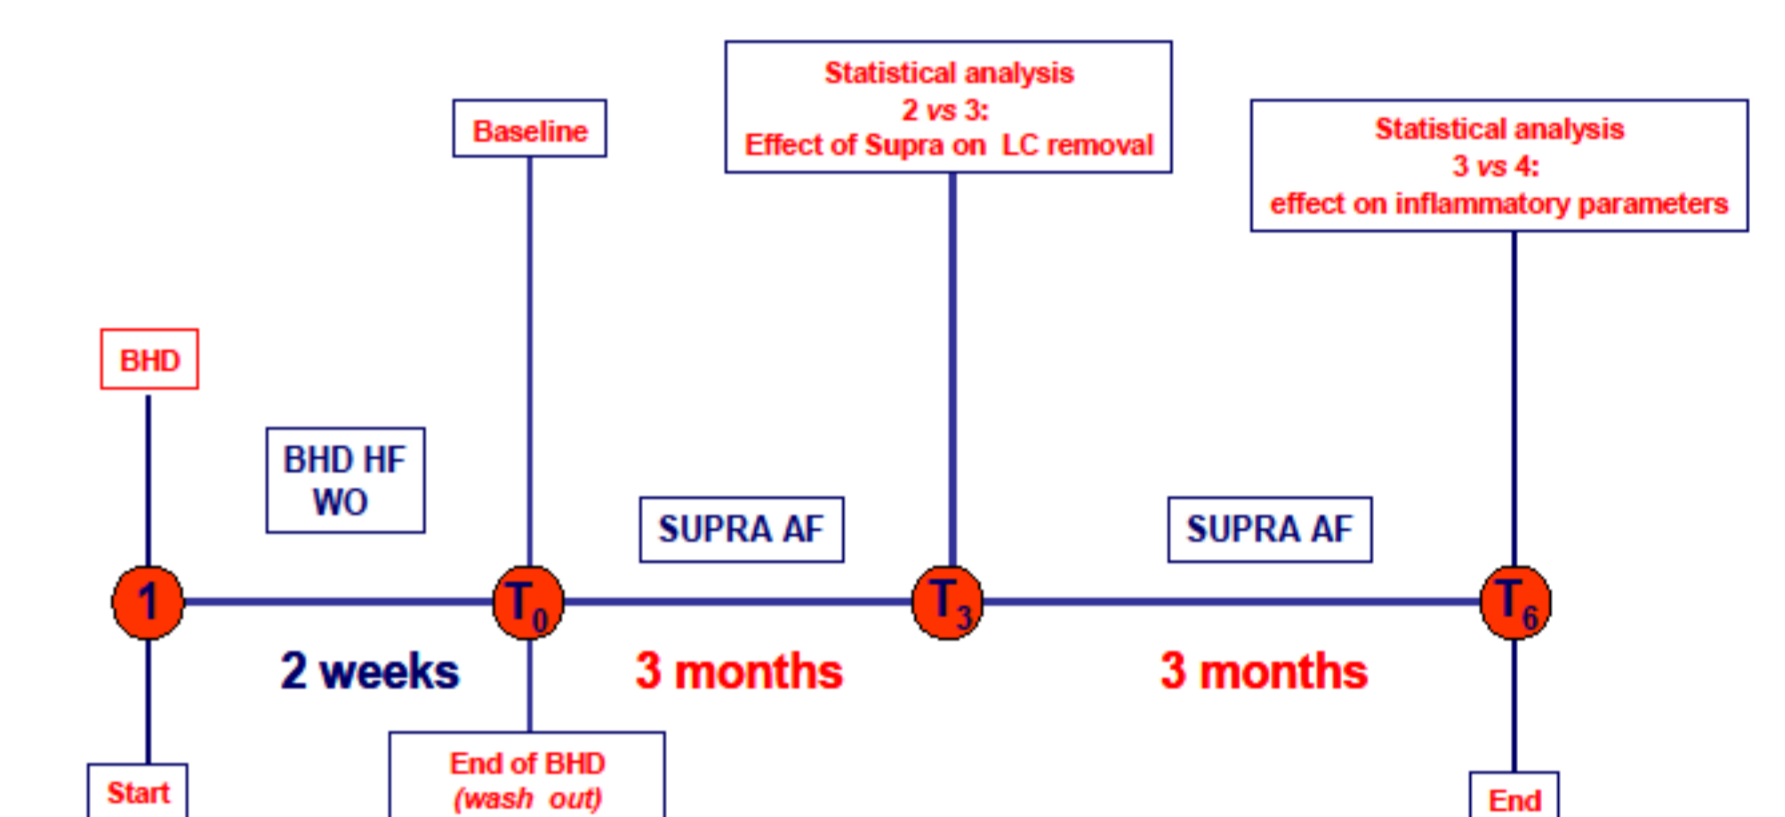 Statistical analysis
2 vs 3:
Effect of Supra on LC removal
Baseline
Statistical analysis
3 vs 4:
effect on inflammatory parameters
BHD
BHD HF
WO
SUPRA AF
SUPRA AF
1
T0
T3
T6
2 weeks
3 months
3 months
End of BHD
(wash out)
Start
End